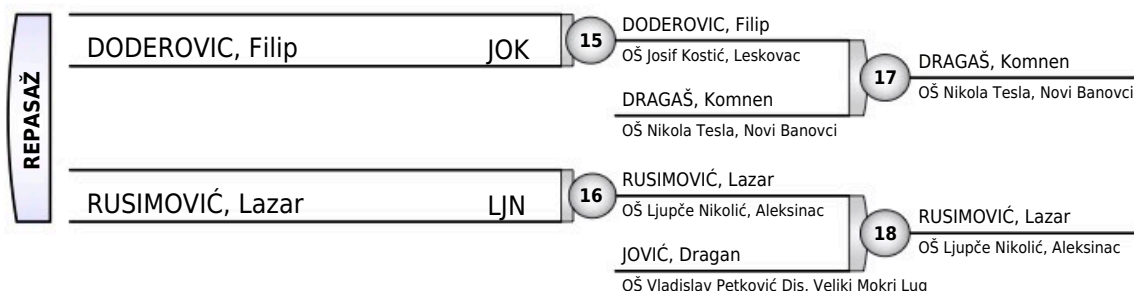 REPASAŽ
DODEROVIC, Filip JOK
15
DODEROVIC, Filip
OŠ Josif Kostić, Leskovac
DRAGAŠ, Komnen
OŠ Nikola Tesla, Novi Banovci
17
DRAGAŠ, Komnen
OŠ Nikola Tesla, Novi Banovci
RUSIMOVIĆ, Lazar LJN
16
RUSIMOVIĆ, Lazar
OŠ Ljupče Nikolić, Aleksinac
JOVIĆ, Dragan
OŠ Vladislav Petković Dis, Veliki Mokri Lug
18
RUSIMOVIĆ, Lazar
OŠ Ljupče Nikolić, Aleksinac